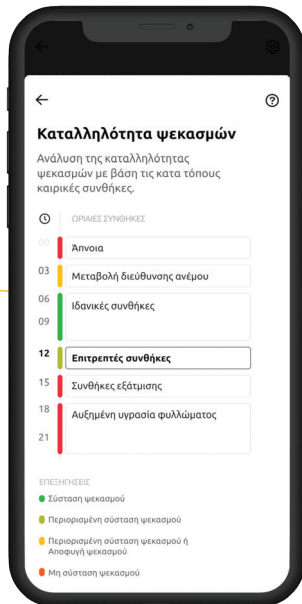 Καταλληλότητα ψεκασμών
Ανάλυση της καταλληλότητας
ψεκασμών με βάση τις κατα τόπους
καιρικές συνθήκες.
ΩΡΙΑΙΕΣ ΣΥΝΘΗΚΕΣ
00 Άπνοια
03 Μεταβολή διεύθυνσης ανέμου
06 Ιδανικές συνθήκες
09
12 Επιτρεπτές συνθήκες
15 Συνθήκες εξάτμισης
18 Αυξημένη υγρασία φυλλώματος
21
ΕΠΕΞΗΓΗΣΕΙΣ
Σύσταση ψεκασμού
Περιορισμένη σύσταση ψεκασμού
Περιορισμένη σύσταση ψεκασμού ή
Αποφυγή ψεκασμού
Μη σύσταση ψεκασμού